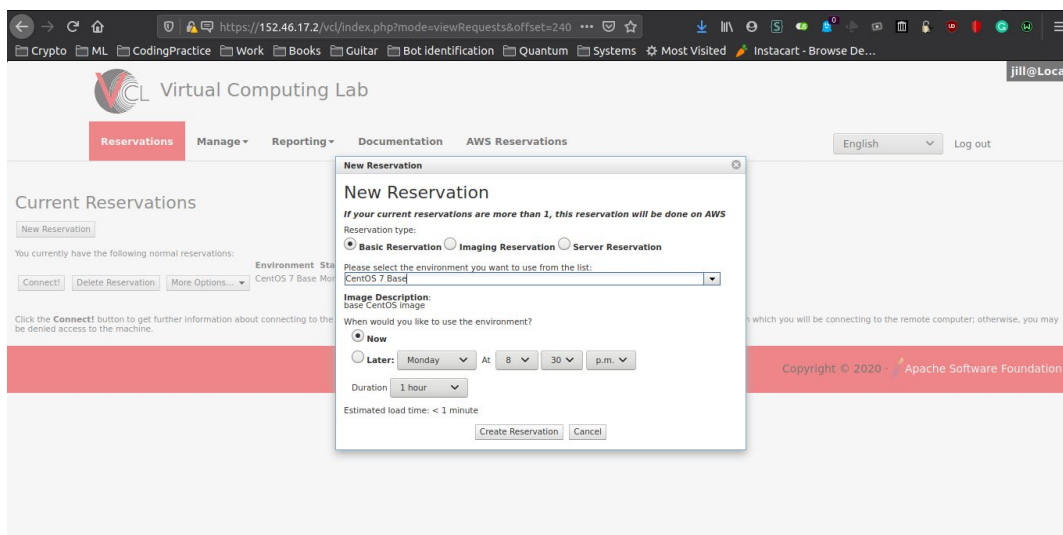 https://152.46.17.2/vcl/index.php?mode=viewRequests&offset=240
Crypto ML CodingPractice Work Books Guitar Bot identification Quantum Systems Most Visited Instacart - Browse De...
jill@Loca
VCL Virtual Computing Lab
Reservations Manage Reporting Documentation AWS Reservations English Log out
New Reservation
New Reservation
If your current reservations are more than 1, this reservation will be done on AWS
Reservation type:
Basic Reservation Imaging Reservation Server Reservation
Please select the environment you want to use from the list:
CentOS 7 Base
Image Description:
base CentOS image
When would you like to use the environment?
Now
Later: Monday At 8 30 p.m.
Duration 1 hour
Estimated load time: < 1 minute
Create Reservation Cancel
Current Reservations
New Reservation
You currently have the following normal reservations:
Environment Sta
Connect! Delete Reservation More Options... CentOS 7 Base Mon
Click the Connect! button to get further information about connecting to the
which you will be connecting to the remote computer; otherwise, you may
be denied access to the machine.
Copyright © 2020 - Apache Software Foundation